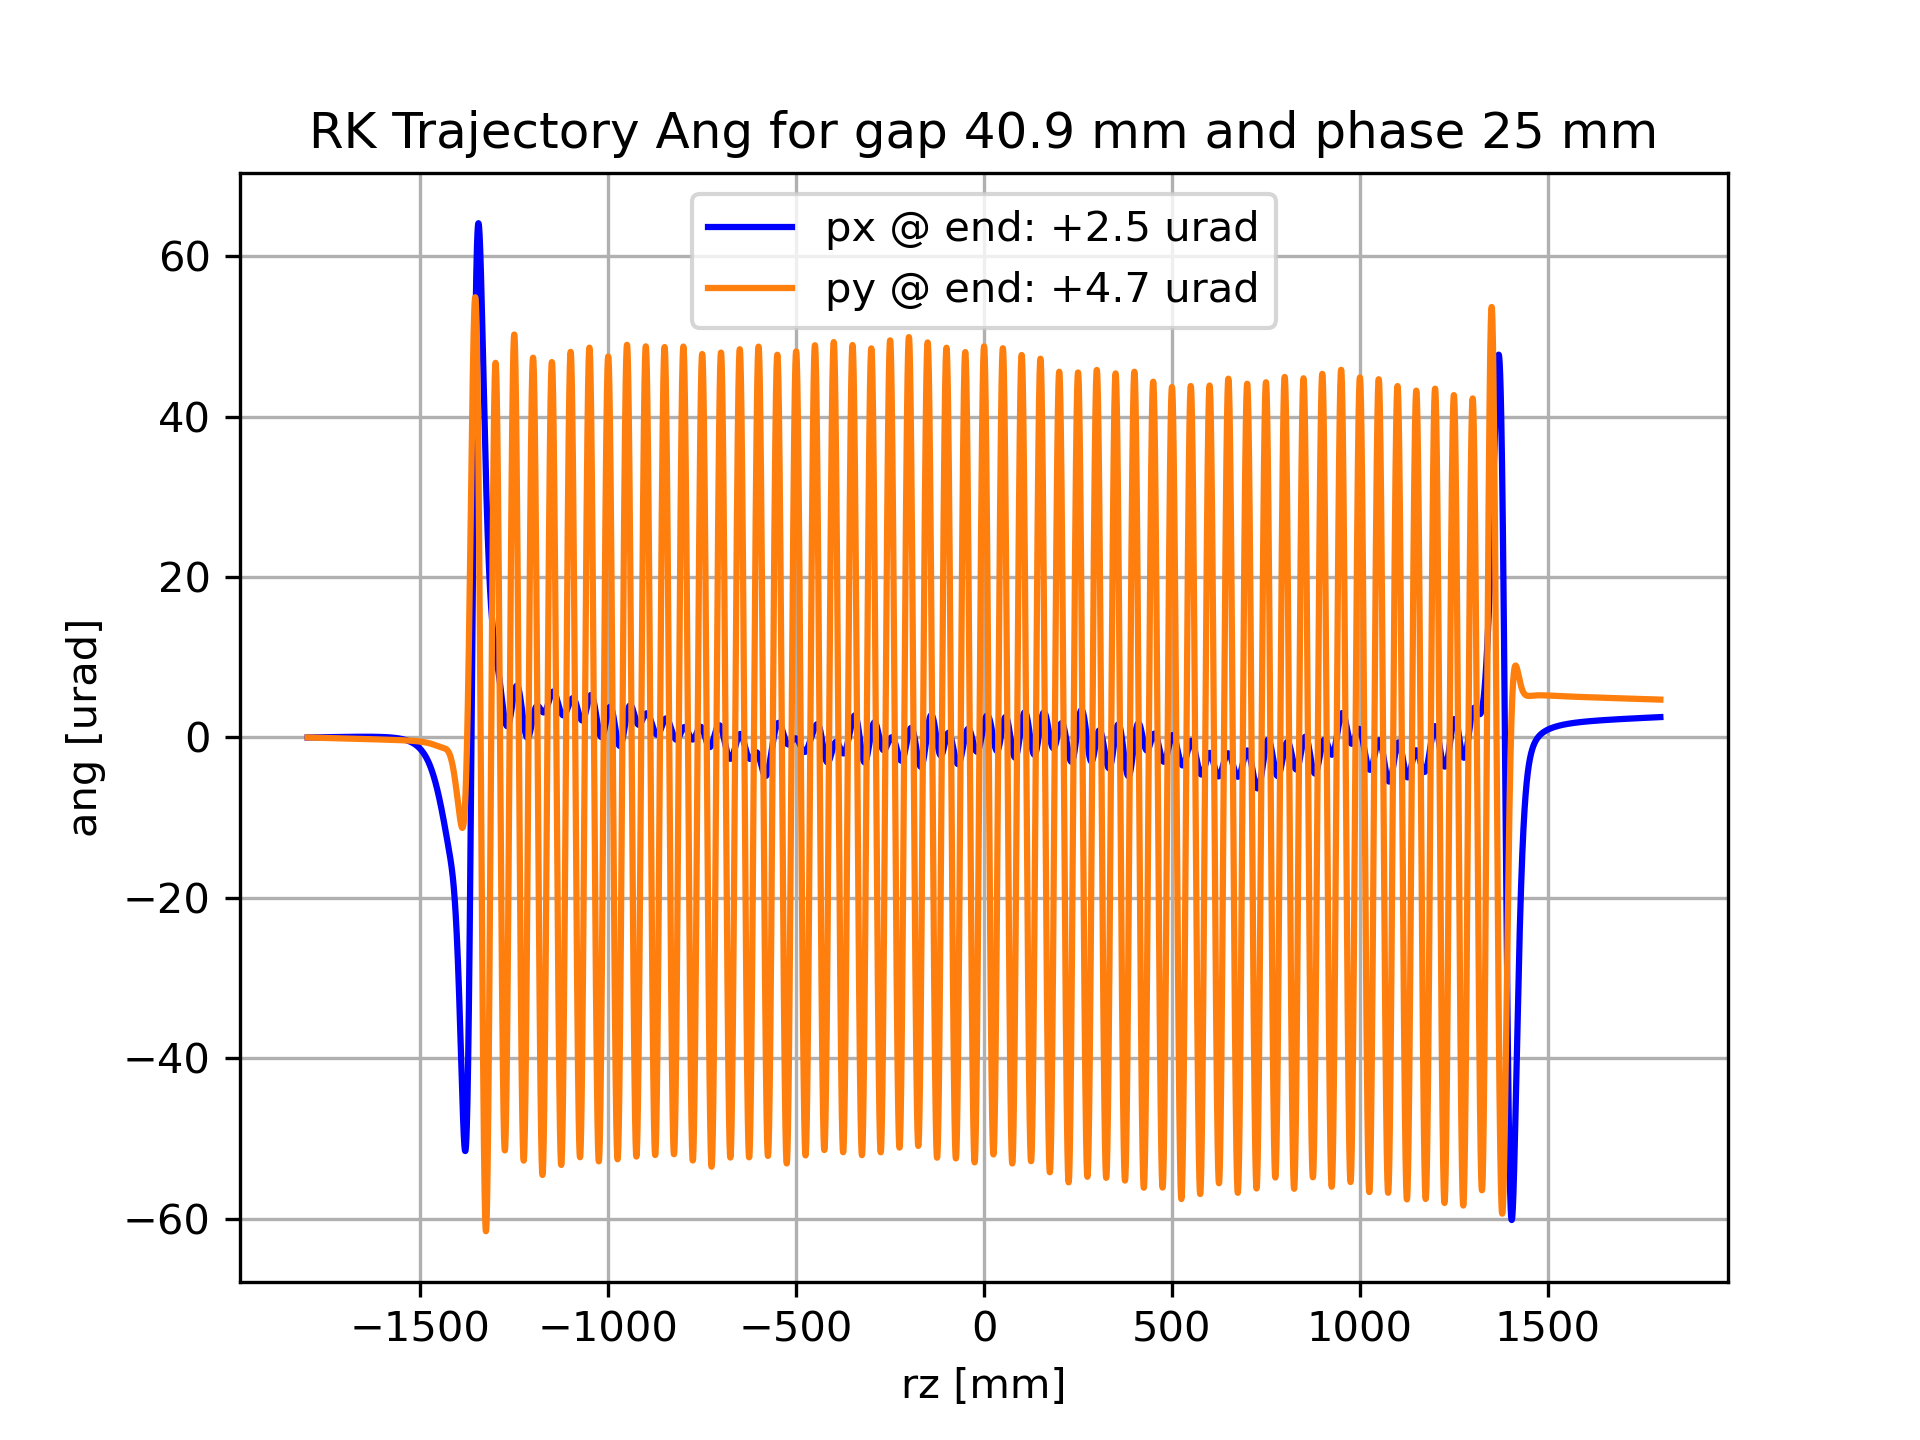 RK Trajectory Ang for gap 40.9 mm and phase 25 mm
px @ end: +2.5 urad
py @ end: +4.7 urad
ang [urad]
60
40
20
0
−20
−40
−60
−1500 −1000 −500 0 500 1000 1500
rz [mm]